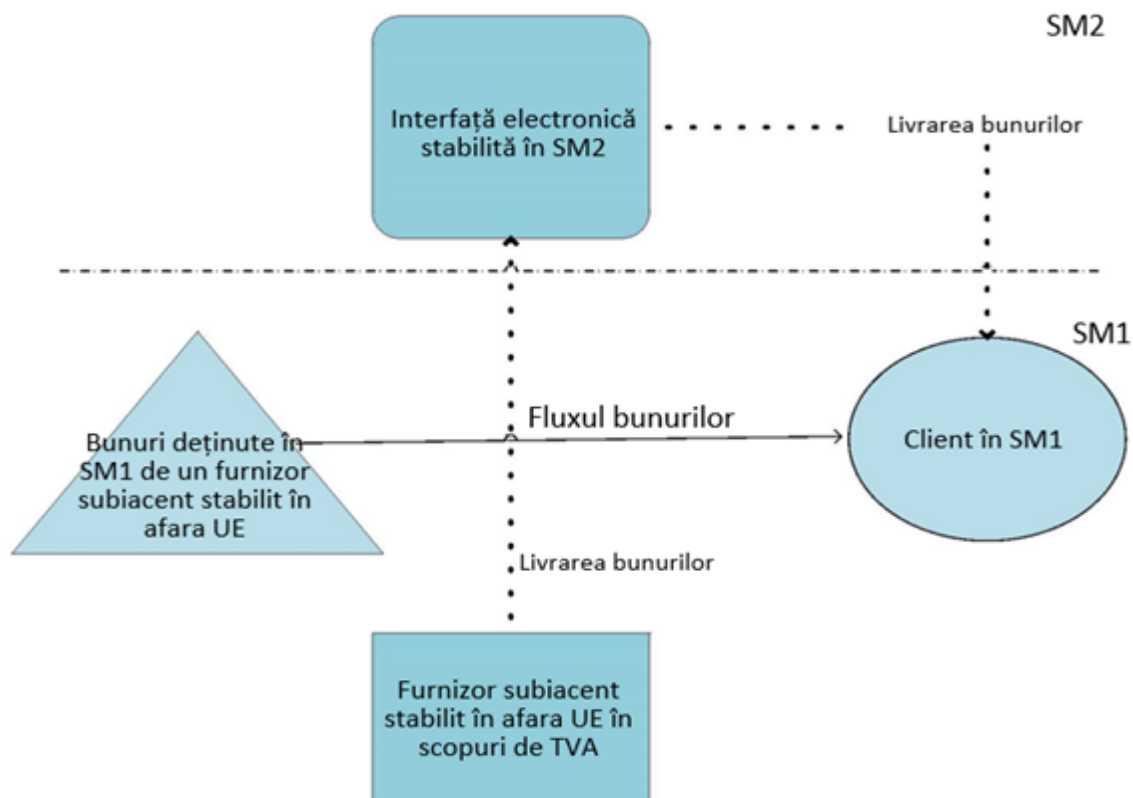 SM2
Interfață electronică
stabilită în SM2
Livrarea bunurilor
SM1
Fluxul bunurilor
Bunuri deținute în
SM1 de un furnizor
subiacent stabilit în
afara UE
Client în SM1
Livrarea bunurilor
Furnizor subiacent
stabilit în afara UE în
scopuri de TVA